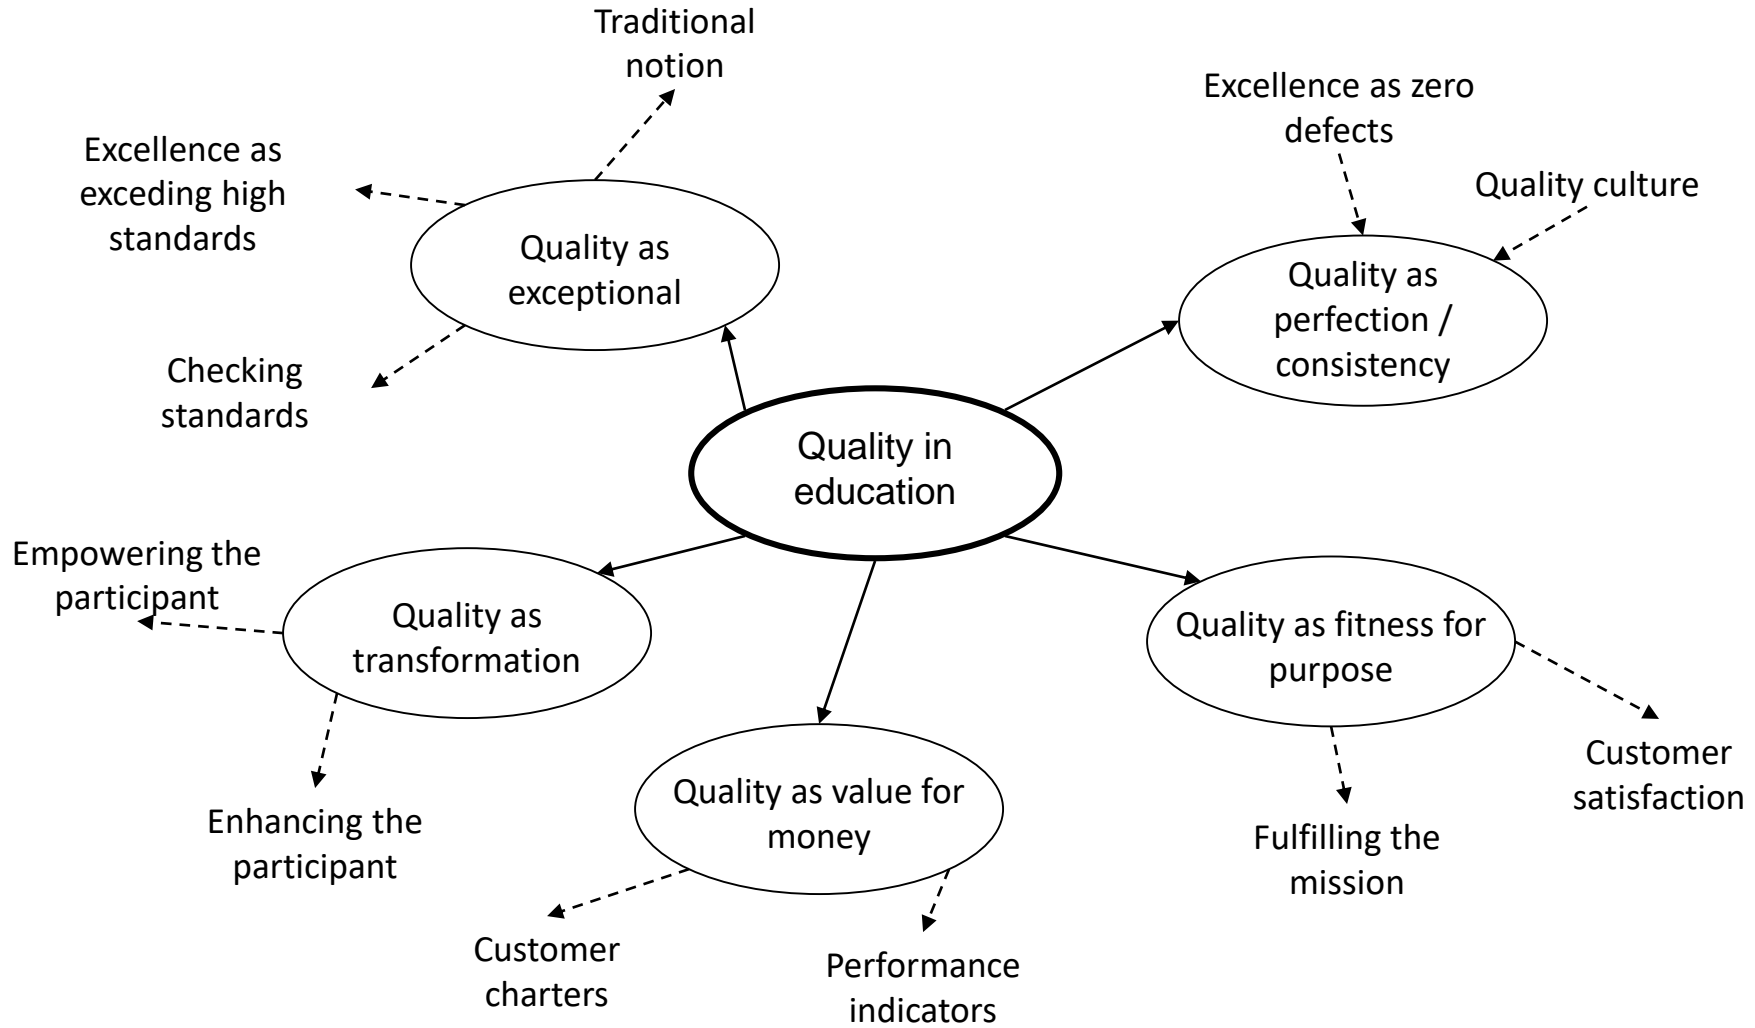 Traditional
notion
Excellence as zero
defects
Excellence as
exceding high
standards
Quality culture
Quality as
exceptional
Quality as
perfection /
consistency
Checking
standards
Quality in
education
Empowering the
participant
Quality as
transformation
Quality as fitness for
purpose
Customer
satisfaction
Quality as value for
money
Enhancing the
participant
Fulfilling the
mission
Customer
charters
Performance
indicators